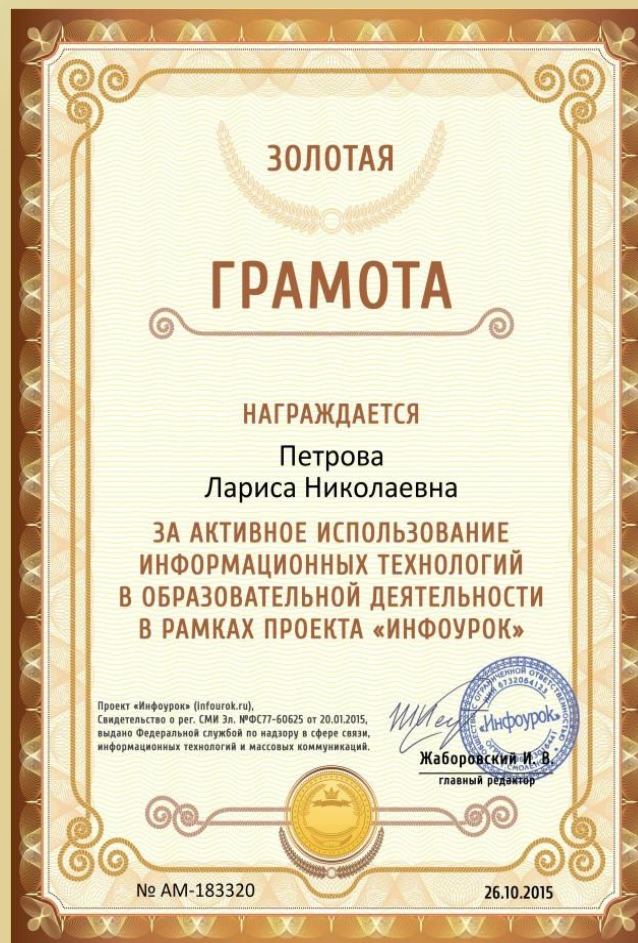 ЗОЛОТАЯ
ГРАМОТА
НАГРАЖДАЕТСЯ
Петрова
Лариса Николаевна
ЗА АКТИВНОЕ ИСПОЛЬЗОВАНИЕ
ИНФОРМАЦИОННЫХ ТЕХНОЛОГИЙ
В ОБРАЗОВАТЕЛЬНОЙ ДЕЯТЕЛЬНОСТИ
В РАМКАХ ПРОЕКТА «ИНФОУРОК»
Проект «Инфоурок» (infourok.ru),
Свидетельство о рег. СМИ Эл. №ФС77-60625 от 20.01.2015,
выдано Федеральной службой по надзору в сфере связи,
информационных технологий и массовых коммуникаций.
«Инфоурок»
Жаборовский И. В.
главный редактор
№ АМ-183320
26.10.2015